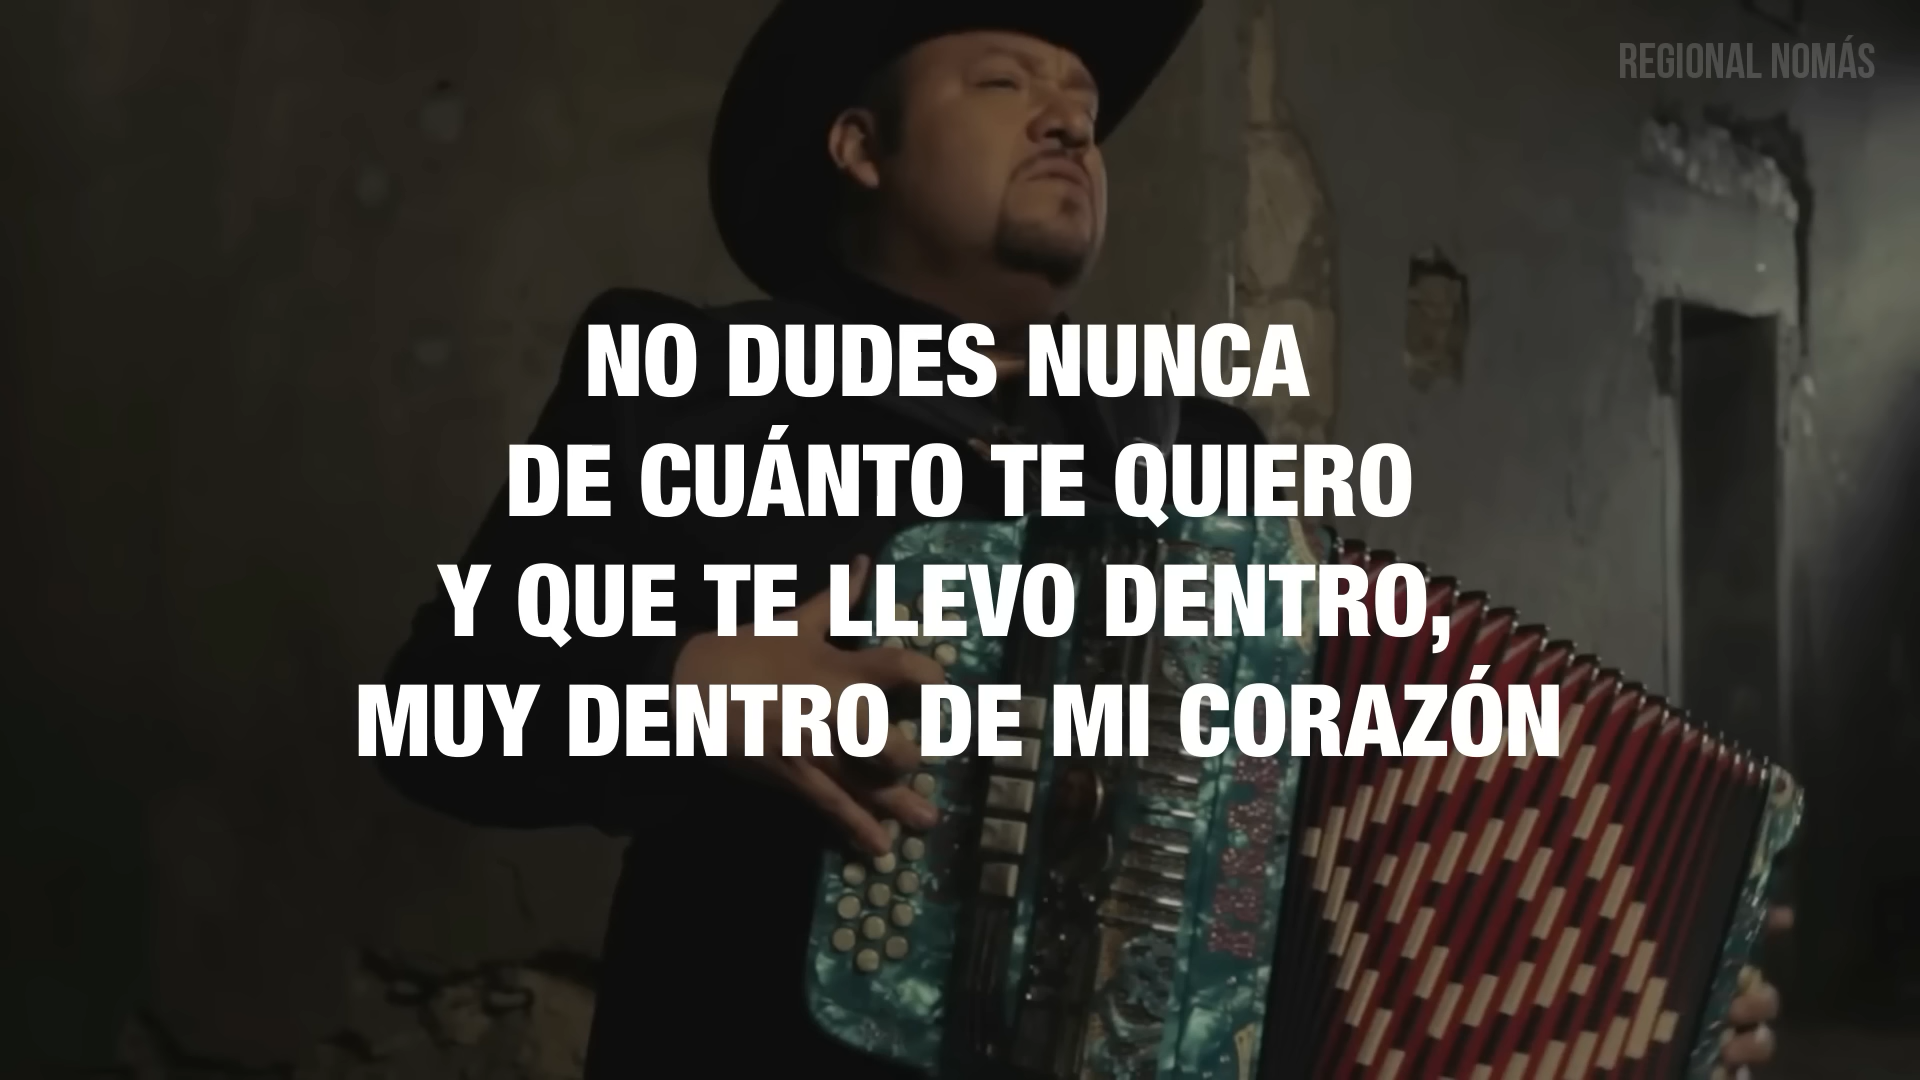 REGIONAL NOMÁS
NO DUDES NUNCA
DE CUÁNTO TE QUIERO
Y QUE TE LLEVO DENTRO,
MUY DENTRO DE MI CORAZÓN